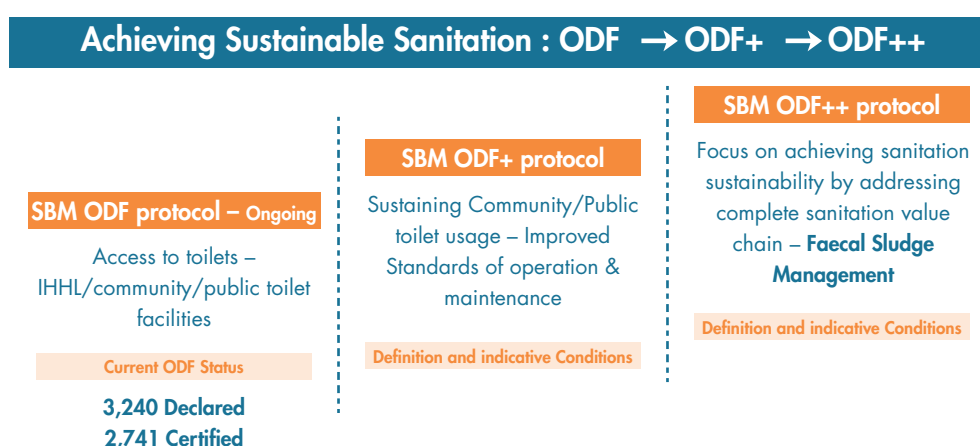 Achieving Sustainable Sanitation : ODF → ODF+ → ODF++
SBM ODF protocol – Ongoing
Access to toilets –
IHHL/community/public toilet
facilities
Current ODF Status
3,240 Declared
2,741 Certified
SBM ODF+ protocol
Sustaining Community/Public
toilet usage – Improved
Standards of operation &
maintenance
Definition and indicative Conditions
SBM ODF++ protocol
Focus on achieving sanitation
sustainability by addressing
complete sanitation value
chain – Faecal Sludge
Management
Definition and indicative Conditions